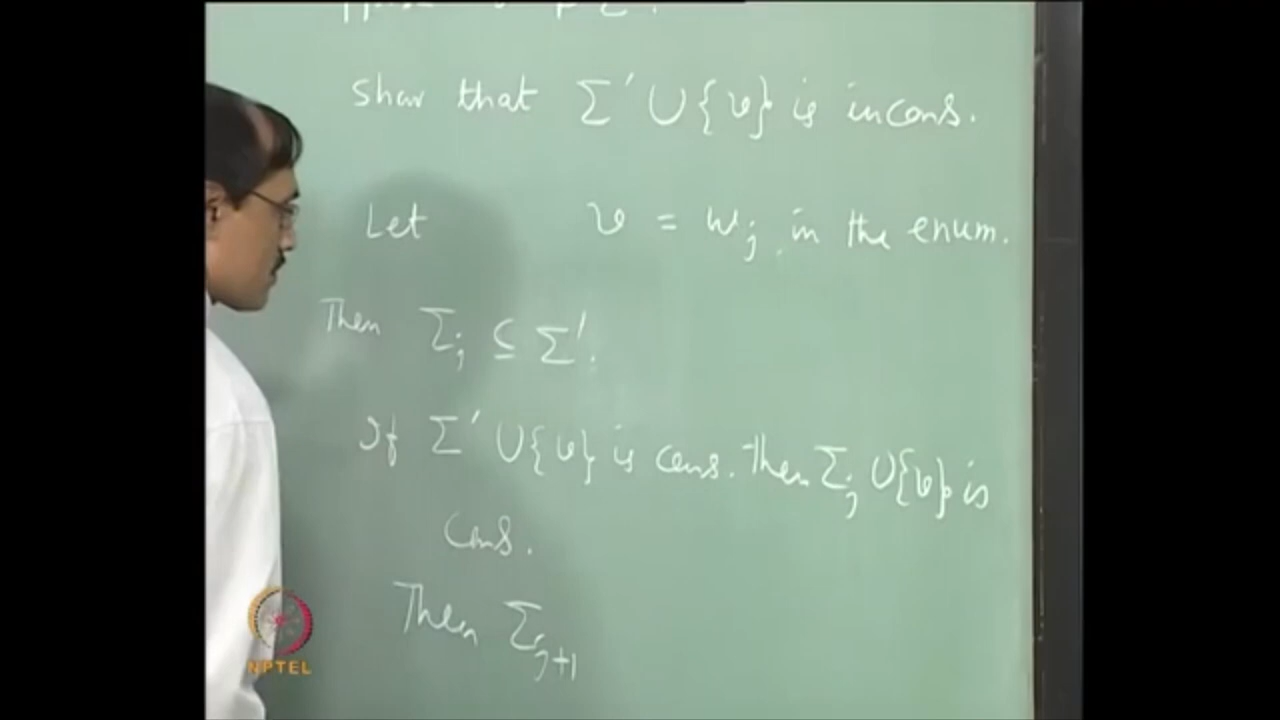 show that Σ' ∪ {v} is incons.
Let v = wj in the enum.
Then Σj ⊆ Σ'.
If Σ' ∪ {v} is cons. then Σj ∪ {v} is
cons.
Then Σj+1
NPTEL